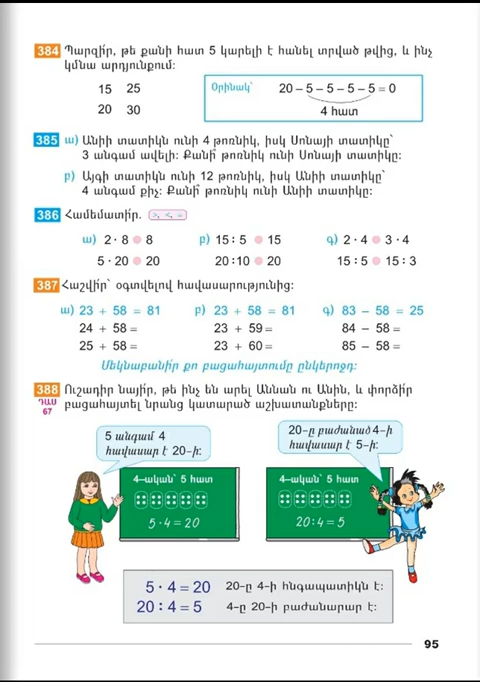 384 Պարզի՛ր, թե քանի հատ 5 կարելի է հանել տրված թվից, և ինչ
կմնա արդյունքում:
15 25
20 30
Օրինակ՝ 20 – 5 – 5 – 5 – 5 = 0
4 հատ
385 ա) Անիի տատիկն ունի 4 թոռնիկ, իսկ Սոնայի տատիկը՝
3 անգամ ավելի: Քանի՞ թոռնիկ ունի Սոնայի տատիկը:
բ) Այգի տատիկն ունի 12 թոռնիկ, իսկ Անիի տատիկը՝
4 անգամ քիչ: Քանի՞ թոռնիկ ունի Անիի տատիկը:
386 Համեմատի՛ր. >, <, =
ա) 2 · 8 8 բ) 15 : 5 15 գ) 2 · 4 3 · 4
5 · 20 20 20 : 10 20 15 : 5 15 : 3
387 Հաշվի՛ր՝ օգտվելով հավասարությունից:
ա) 23 + 58 = 81 բ) 23 + 58 = 81 գ) 83 – 58 = 25
24 + 58 = 23 + 59 = 84 – 58 =
25 + 58 = 23 + 60 = 85 – 58 =
Մեկնաբանի՛ր քո բացահայտումը ընկերոջդ:
388 Ուշադիր նայի՛ր, թե ինչ են արել Աննան ու Անին, և փորձի՛ր
ԴԱՍ 67 բացահայտել նրանց կատարած աշխատանքները:
5 անգամ 4
հավասար է 20-ի:
20-ը բաժանած 4-ի
հավասար է 5-ի:
4–ական՝ 5 հատ
5 · 4 = 20
4–ական՝ 5 հատ
20 : 4 = 5
5 · 4 = 20 20-ը 4-ի հնգապատիկն է:
20 : 4 = 5 4-ը 20-ի բաժանարար է:
95